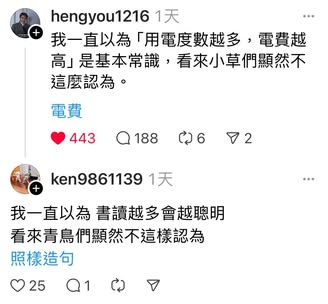 hengyou1216 1天
我一直以為「用電度數越多,電費越
高」是基本常識,看來小草們顯然不
這麼認為。
電費
443 188 6 2
ken9861139 1天
我一直以為 書讀越多會越聰明
看來青鳥們顯然不這樣認為
照樣造句
25 1